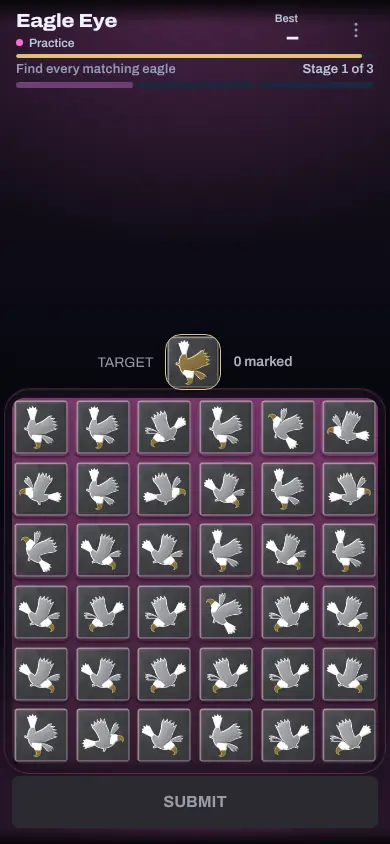 Eagle Eye
Best
Practice
–
Find every matching eagle
Stage 1 of 3
TARGET
0 marked
SUBMIT